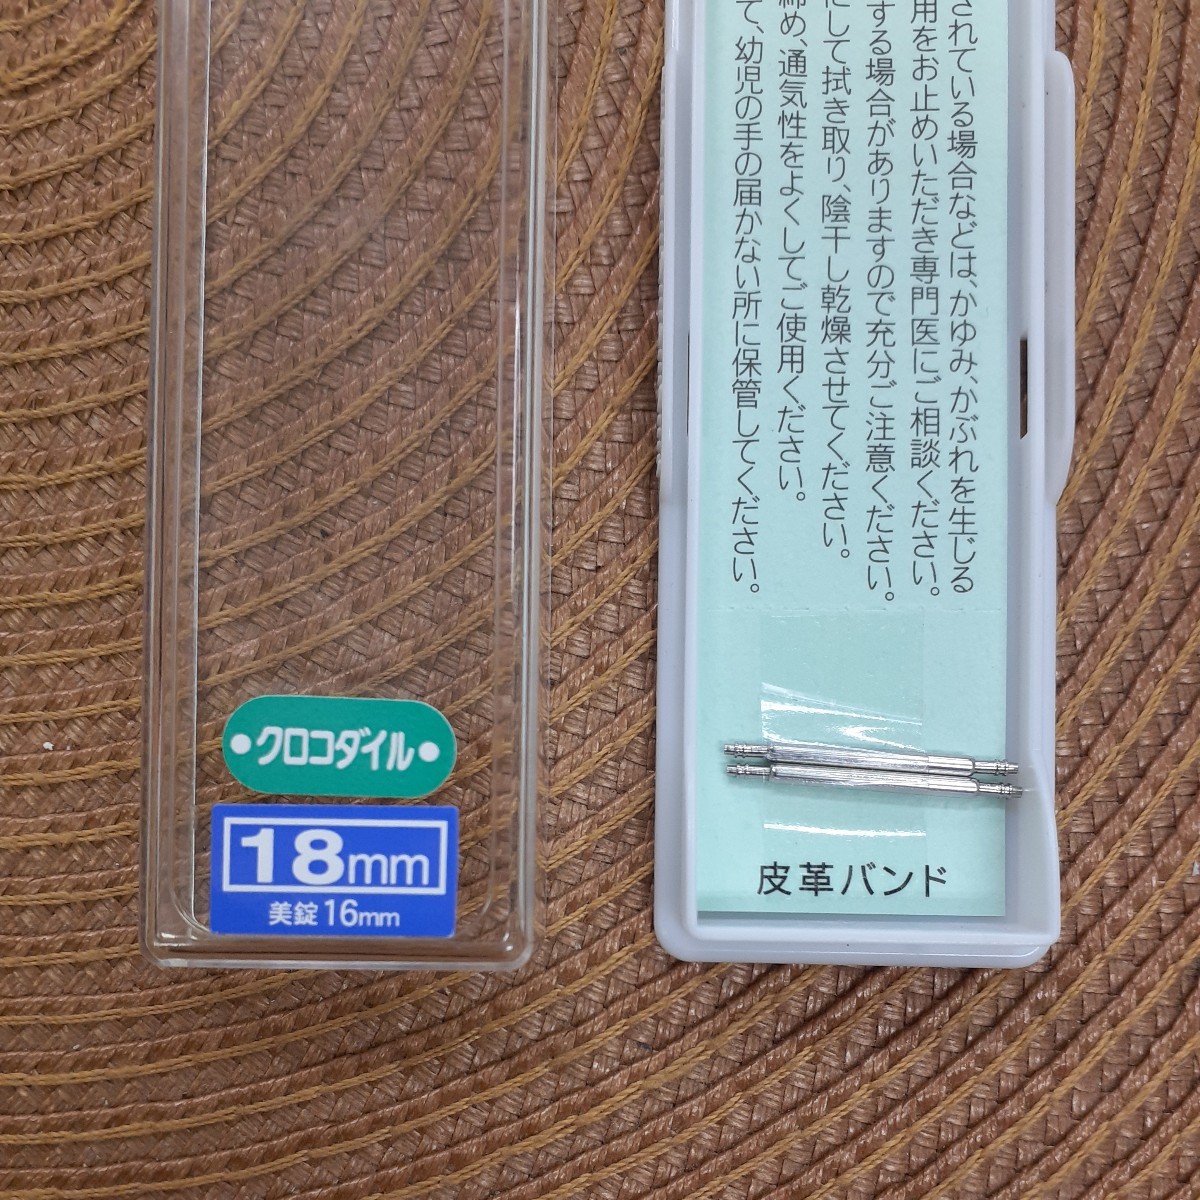 クロコダイル
18mm
美錠16mm
されている場合などは、かゆみ、かぶれを生じる
用をお止めいただき専門医にご相談ください。
する場合がありますので充分ご注意ください。
にして拭き取り、陰干し乾燥させてください。
締め、通気性をよくしてご使用ください。
て、幼児の手の届かない所に保管してください。
皮革バンド